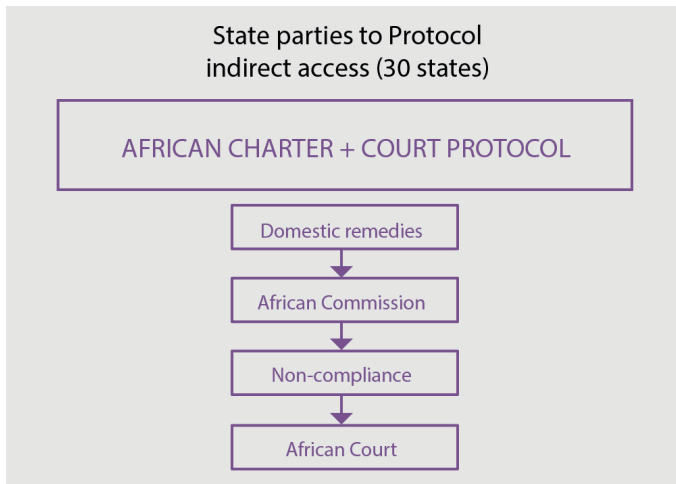 State parties to Protocol
indirect access (30 states)
AFRICAN CHARTER + COURT PROTOCOL
Domestic remedies
African Commission
Non-compliance
African Court